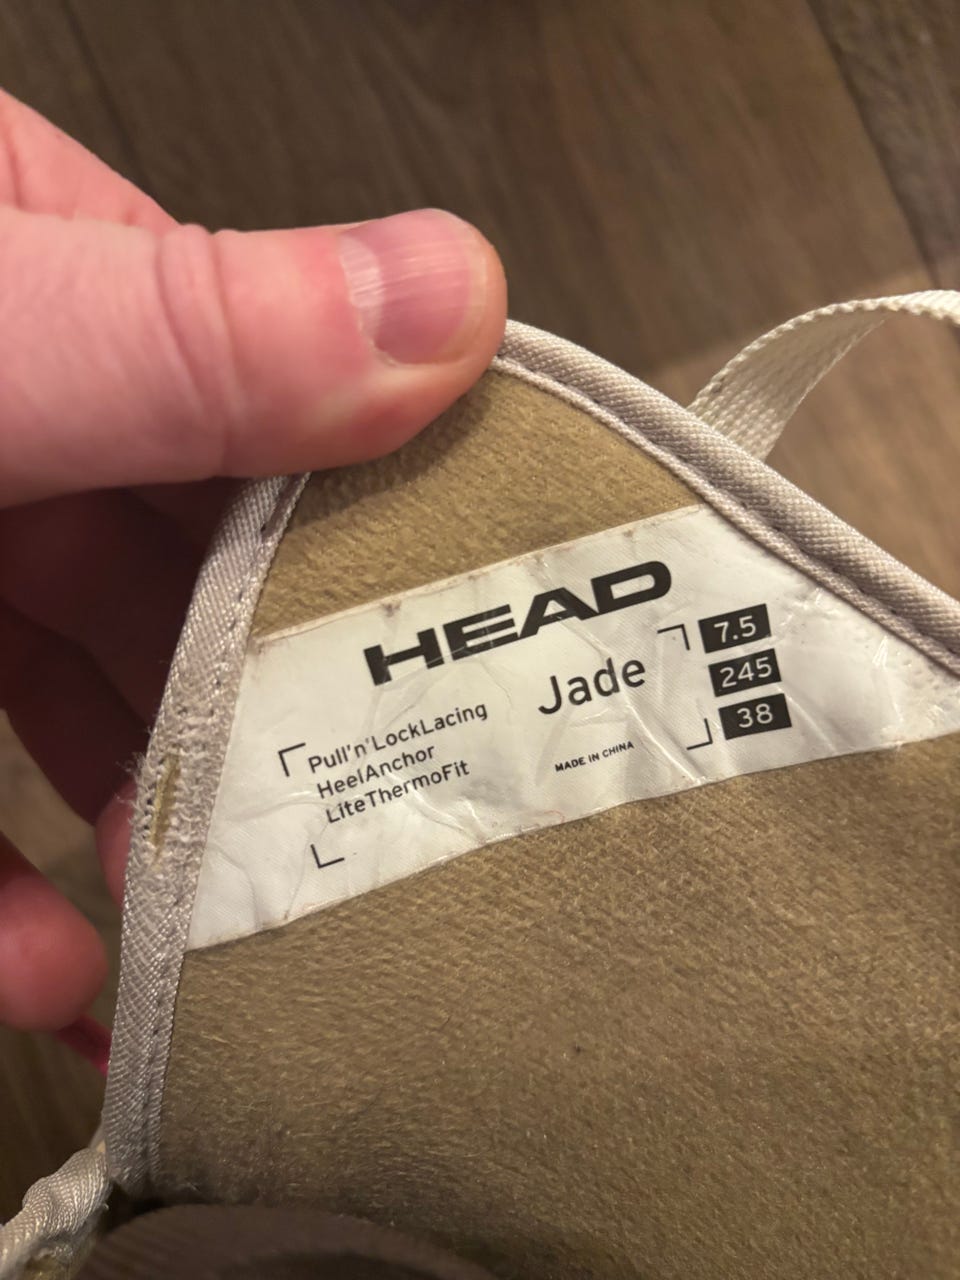 HEAD
Jade
7.5
245
38
Pull'n'LockLacing
HeelAnchor
LiteThermoFit
MADE IN CHINA